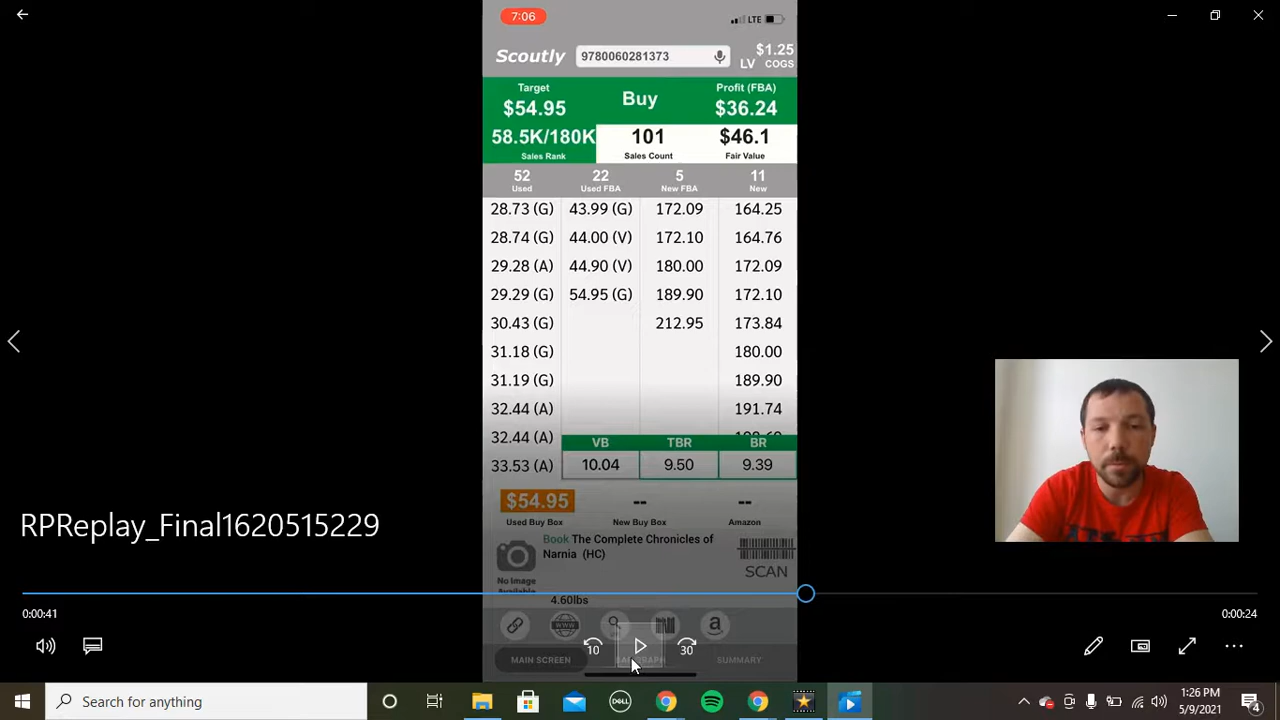 7:06
LTE
Scoutly 9780060281373 $1.25
LV COGS
Target Buy Profit (FBA)
$54.95 $36.24
58.5K/180K 101 $46.1
Sales Rank Sales Count Fair Value
52 22 5 11
Used Used FBA New FBA New
28.73 (G) 43.99 (G) 172.09 164.25
28.74 (G) 44.00 (V) 172.10 164.76
29.28 (A) 44.90 (V) 180.00 172.09
29.29 (G) 54.95 (G) 189.90 172.10
30.43 (G) 212.95 173.84
31.18 (G) 180.00
31.19 (G) 189.90
32.44 (A) 191.74
32.44 (A) VB TBR BR
33.53 (A) 10.04 9.50 9.39
$54.95 -- --
Used Buy Box New Buy Box Amazon
Book The Complete Chronicles of
Narnia (HC)
SCAN
No Image
4.60lbs
www
10 30
MAIN SCREEN SUMMARY
RPReplay_Final1620515229
0:00:41 0:00:24
Search for anything
DELL
1:26 PM
5/9/2021
4